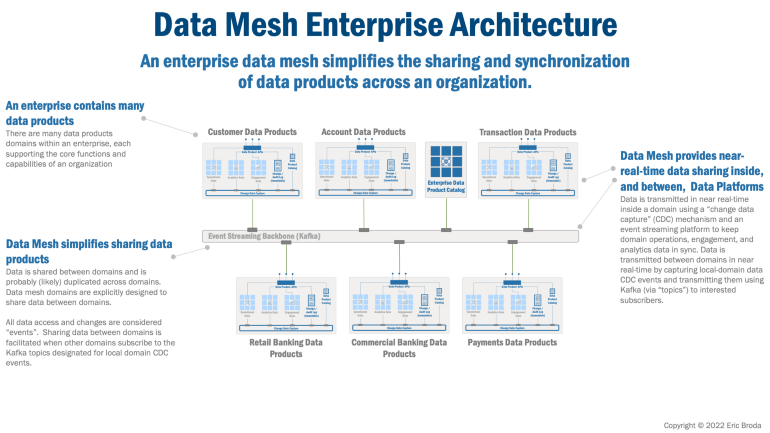 Data Mesh Enterprise Architecture
An enterprise data mesh simplifies the sharing and synchronization
of data products across an organization.
An enterprise contains many
data products
There are many data products
domains within an enterprise, each
supporting the core functions and
capabilities of an organization
Data Mesh simplifies sharing data
products
Data is shared between domains and is
probably (likely) duplicated across domains.
Data mesh domains are explicitly designed to
share data between domains.
All data access and changes are considered
“events”. Sharing data between domains is
facilitated when other domains subscribe to the
Kafka topics designated for local domain CDC
events.
Customer Data Products
Account Data Products
Transaction Data Products
Enterprise Data
Product Catalog
Event Streaming Backbone (Kafka)
Retail Banking Data
Products
Commercial Banking Data
Products
Payments Data Products
Data Mesh provides near-
real-time data sharing inside,
and between, Data Platforms
Data is transmitted in near real-time
inside a domain using a “change data
capture” (CDC) mechanism and an
event streaming platform to keep
domain operations, engagement, and
analytics data in sync. Data is
transmitted between domains in near
real-time by capturing local-domain data
CDC events and transmitting them using
Kafka (via “topics”) to interested
subscribers.
Copyright © 2022 Eric Broda